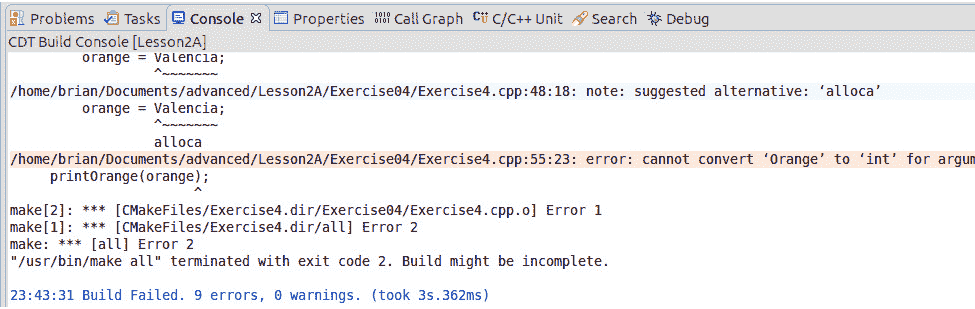 Problems Tasks Console Properties Call Graph C/C++ Unit Search Debug
CDT Build Console [Lesson2A]
orange = Valencia;
^~~~~~~~
/home/brian/Documents/advanced/Lesson2A/Exercise04/Exercise4.cpp:48:18: note: suggested alternative: ‘alloca’
orange = Valencia;
^~~~~~~~
alloca
/home/brian/Documents/advanced/Lesson2A/Exercise04/Exercise4.cpp:55:23: error: cannot convert ‘Orange’ to ‘int’ for argum
printOrange(orange);
^
make[2]: *** [CMakeFiles/Exercise4.dir/Exercise04/Exercise4.cpp.o] Error 1
make[1]: *** [CMakeFiles/Exercise4.dir/all] Error 2
make: *** [all] Error 2
"/usr/bin/make all" terminated with exit code 2. Build might be incomplete.
23:43:31 Build Failed. 9 errors, 0 warnings. (took 3s.362ms)